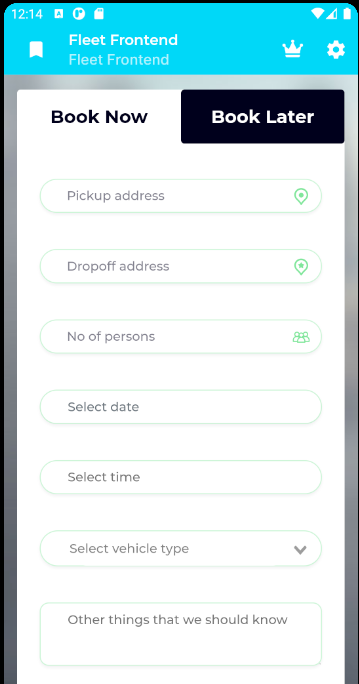 12:14
Fleet Frontend
Fleet Frontend
Book Now
Book Later
Pickup address
Dropoff address
No of persons
Select date
Select time
Select vehicle type
Other things that we should know